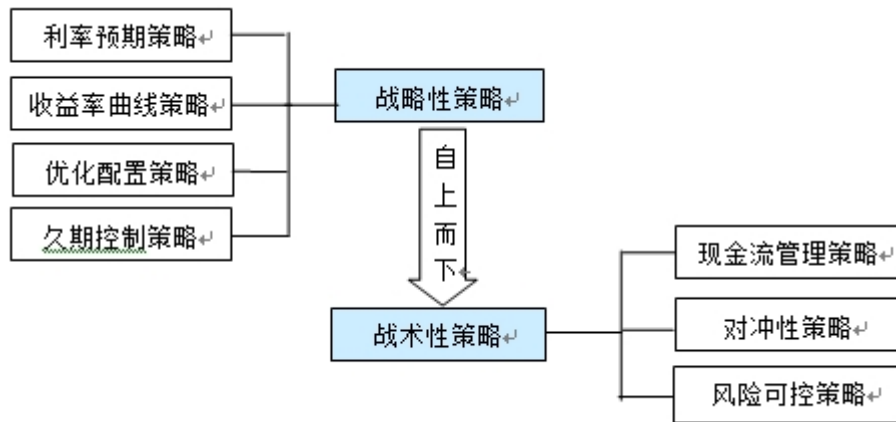 利率预期策略
收益率曲线策略
优化配置策略
久期控制策略
战略性策略
自上而下
战术性策略
现金流管理策略
对冲性策略
风险可控策略